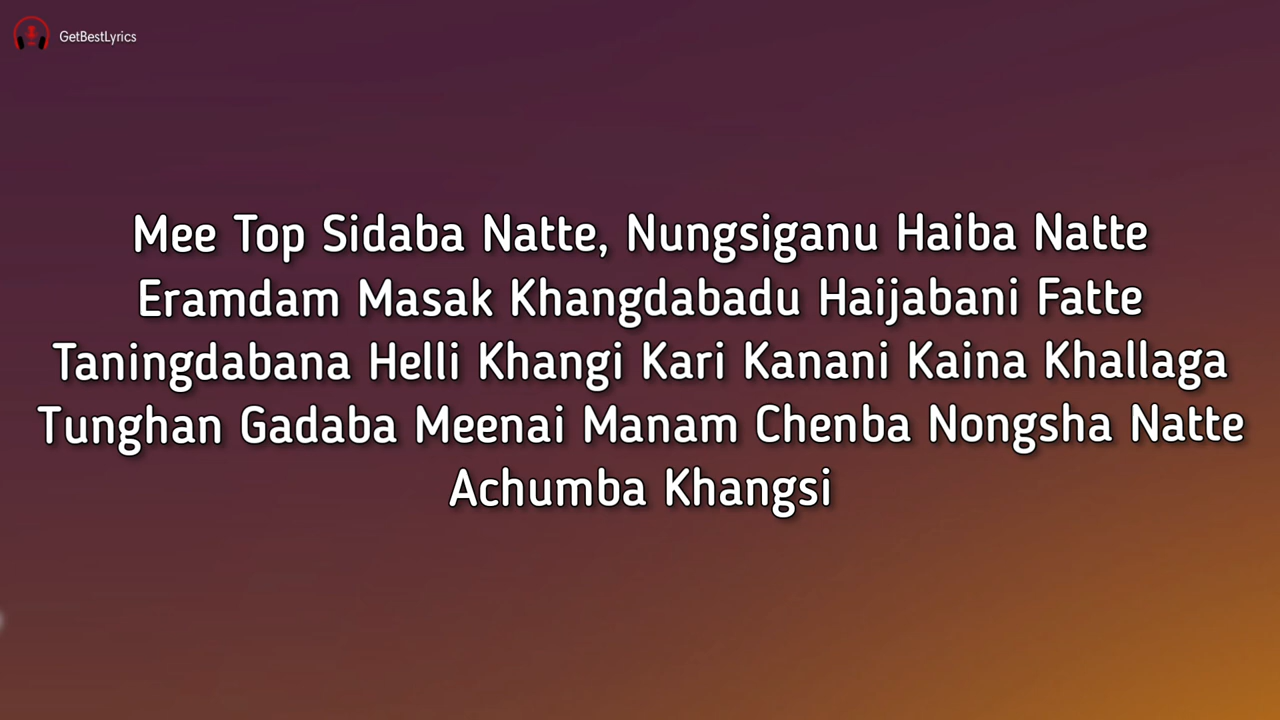 GetBestLyrics
Mee Top Sidaba Natte, Nungsiganu Haiba Natte
Eramdam Masak Khangdabadu Haijabani Fatte
Taningdabana Helli Khangi Kari Kanani Kaina Khallaga
Tunghan Gadaba Meenai Manam Chenba Nongsha Natte
Achumba Khangsi